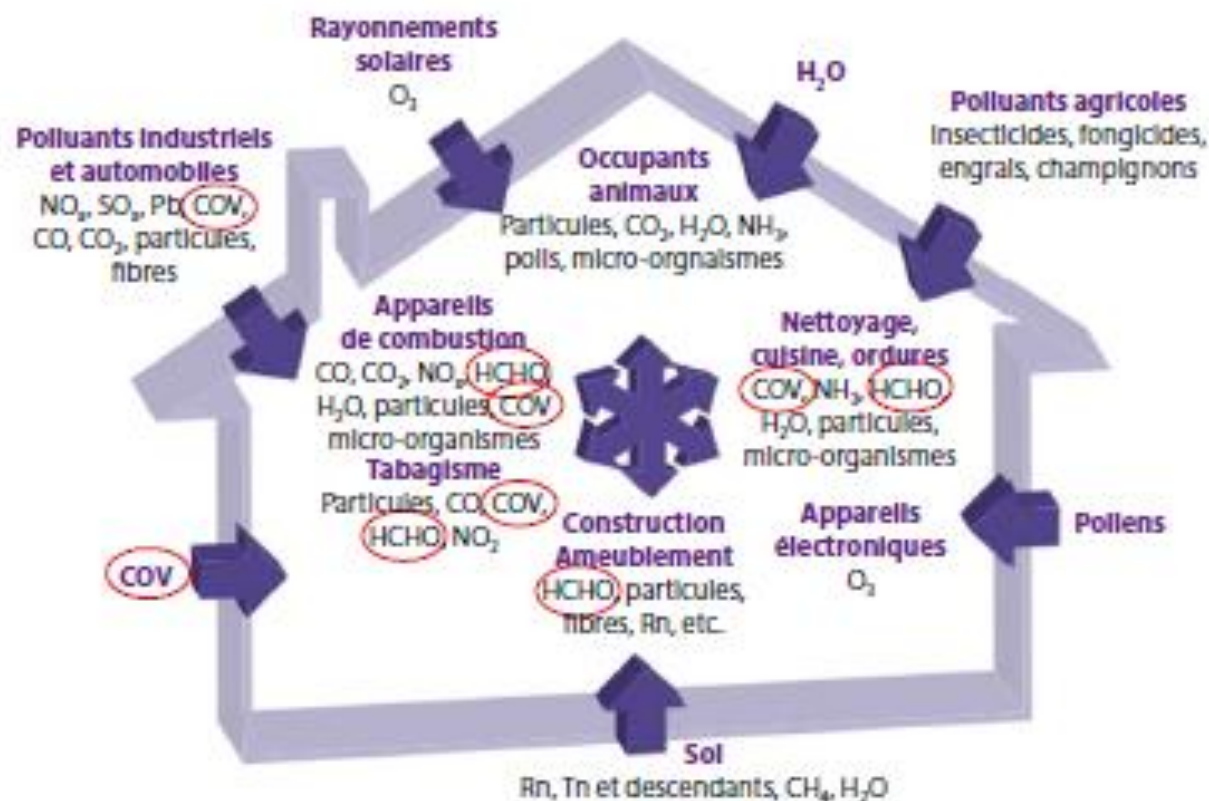 Rayonnements
solaires
O₃
H₂O
Polluants agricoles
insecticides, fongicides,
engrais, champignons
Polluants industriels
et automobiles
NOₓ, SOₓ, Pb, COV,
CO, CO₂, particules,
fibres
Occupants
animaux
Particules, CO₂, H₂O, NH₃,
poils, micro-orgnaismes
Appareils
de combustion
CO, CO₂, NOₓ, HCHO,
H₂O, particules, COV
micro-organismes
Nettoyage,
cuisine, ordures
COV, NH₃, HCHO,
H₂O, particules,
micro-organismes
Tabagisme
Particules, CO, COV,
HCHO, NO₂
Construction
Ameublement
HCHO, particules,
fibres, Rn, etc.
Appareils
électroniques
O₃
Pollens
COV
Sol
Rn, Tn et descendants, CH₄, H₂O